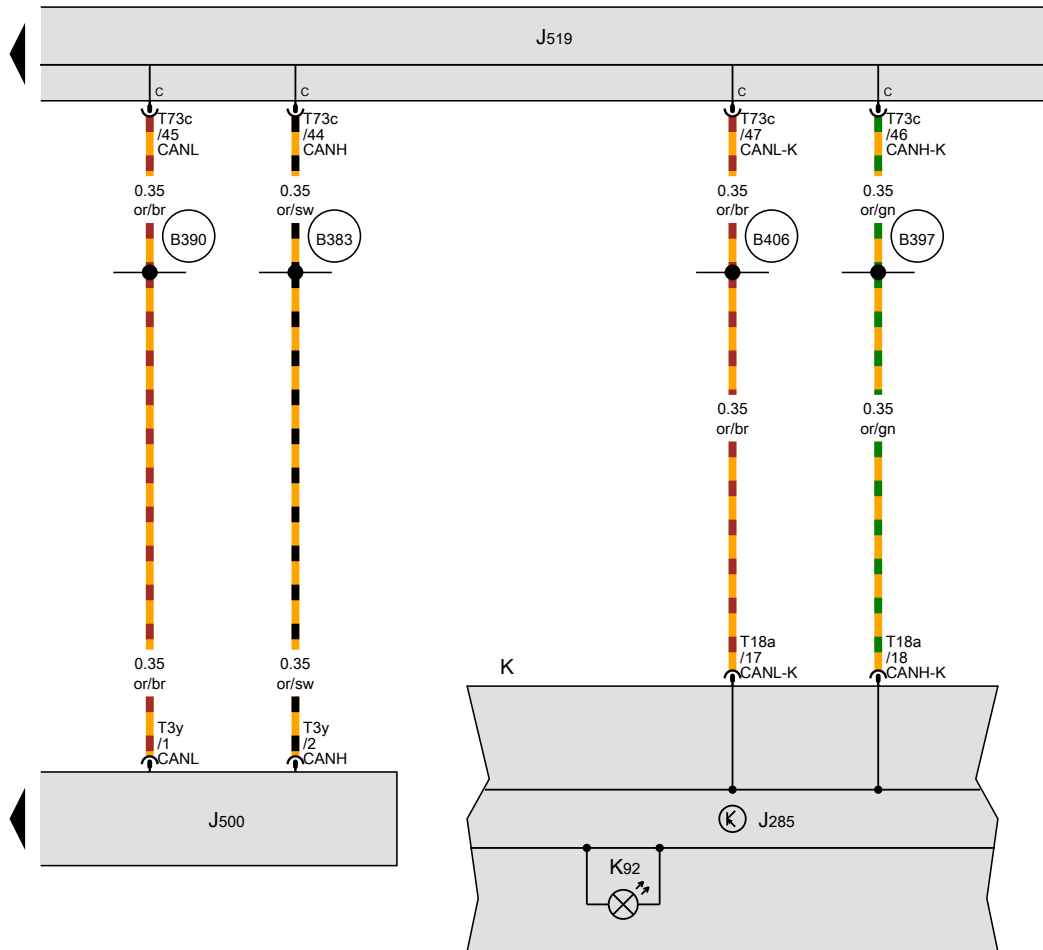 J519
C
C
C
C
T73c
/45
CANL
T73c
/44
CANH
T73c
/47
CANL-K
T73c
/46
CANH-K
0.35
or/br
0.35
or/sw
0.35
or/br
0.35
or/gn
B390
B383
B406
B397
0.35
or/br
0.35
or/gn
0.35
or/br
0.35
or/sw
T18a
/17
CANL-K
T18a
/18
CANH-K
K
T3y
/1
CANL
T3y
/2
CANH
J500
J285
K92